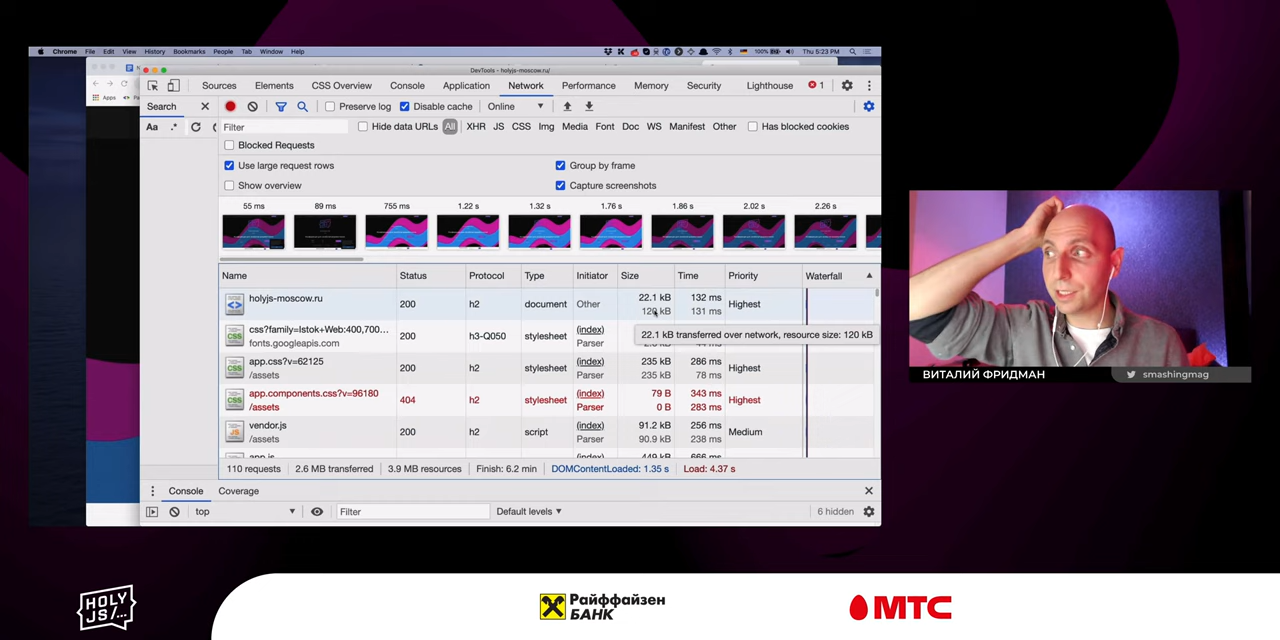 Chrome File Edit View History Bookmarks People Tab Window Help 100% Thu 5:23 PM
DevTools - holyjs-moscow.ru/
Sources Elements CSS Overview Console Application Network Performance Memory Security Lighthouse 1
Apps
Search Preserve log Disable cache Online
Aa .* Filter Hide data URLs All XHR JS CSS Img Media Font Doc WS Manifest Other Has blocked cookies
Blocked Requests
Use large request rows Group by frame
Show overview Capture screenshots
55 ms 89 ms 755 ms 1.22 s 1.32 s 1.76 s 1.86 s 2.02 s 2.26 s
Name Status Protocol Type Initiator Size Time Priority Waterfall
holyjs-moscow.ru 200 h2 document Other 22.1 kB 132 ms Highest
120 kB 131 ms
css?family=Istok+Web:400,700... 200 h3-Q050 stylesheet (index)
fonts.googleapis.com Parser
22.1 kB transferred over network, resource size: 120 kB
app.css?v=62125 200 h2 stylesheet (index) 235 kB 286 ms Highest
/assets Parser 235 kB 78 ms
app.components.css?v=96180 404 h2 stylesheet (index) 79 B 343 ms Highest
/assets Parser 0 B 283 ms
vendor.js 200 h2 script (index) 91.2 kB 256 ms Medium
/assets Parser 90.9 kB 238 ms
app.js (index) 449 kB 666 ms
110 requests 2.6 MB transferred 3.9 MB resources Finish: 6.2 min DOMContentLoaded: 1.35 s Load: 4.37 s
Console Coverage
top Filter Default levels 6 hidden
ВИТАЛИЙ ФРИДМАН smashingmag
HOLY
JS/...
Райффайзен
БАНК
МТС